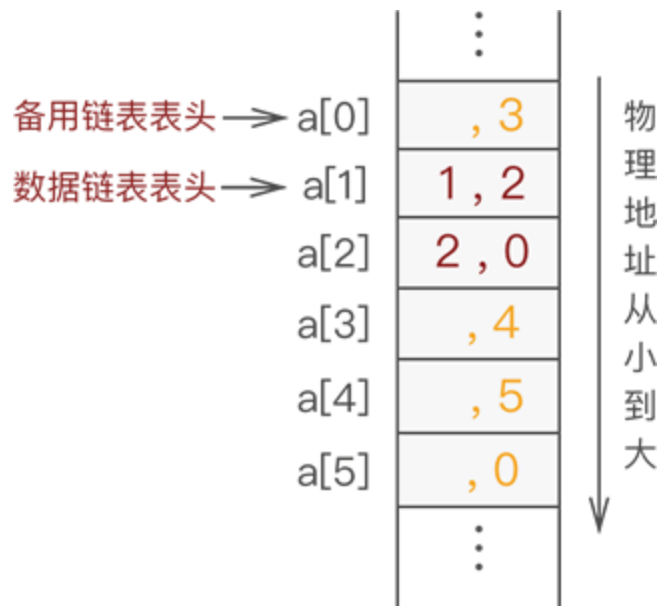 备用链表表头 a[0] , 3
数据链表表头 a[1] 1 , 2
a[2] 2 , 0
a[3] , 4
a[4] , 5
a[5] , 0
物理地址从小到大